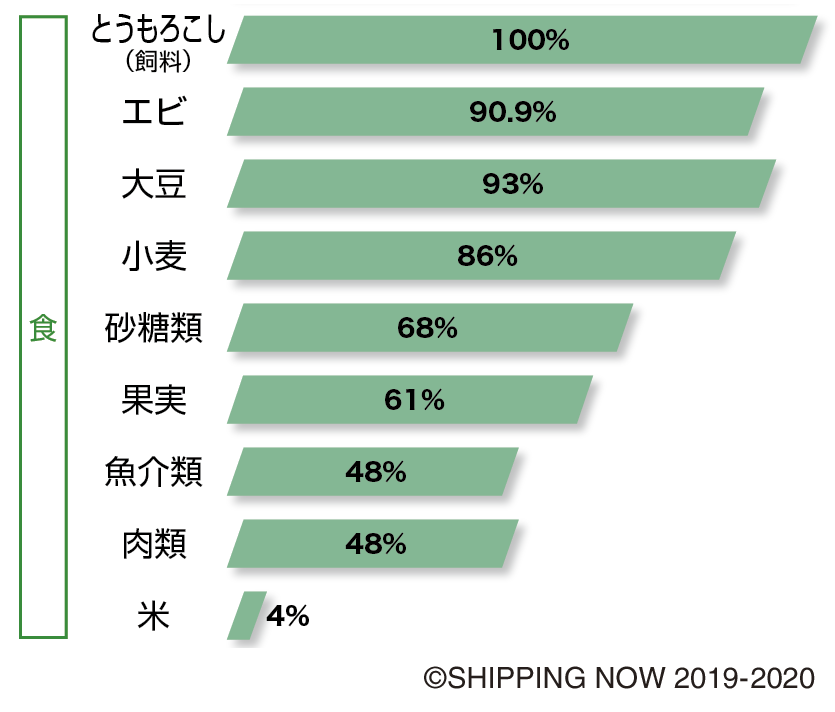 食
とうもろこし
（飼料）
100%
エビ
90.9%
大豆
93%
小麦
86%
砂糖類
68%
果実
61%
魚介類
48%
肉類
48%
米
4%
©SHIPPING NOW 2019-2020